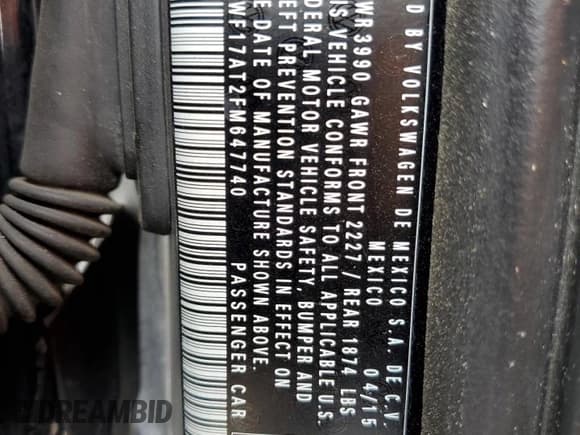 D BY VOLKSWAGEN DE MEXICO S.A. DE C.V.
MEXICO 04/15
WR3990 GAWR FRONT 2227/ REAR 1874 LBS
IS VEHICLE CONFORMS TO ALL APPLICABLE U.S.
DERAL MOTOR VEHICLE SAFETY, BUMPER AND
EFT PREVENTION STANDARDS IN EFFECT ON
E DATE OF MANUFACTURE SHOWN ABOVE.
WF17AT2FM647740 PASSENGER CAR
DREAMBID